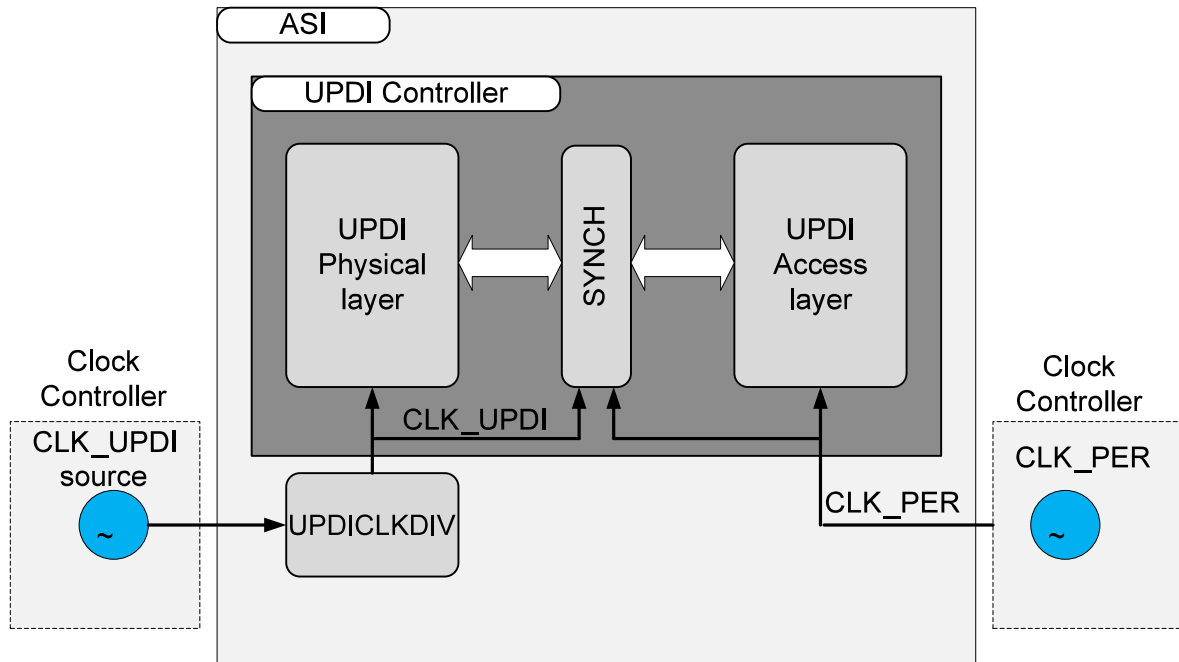 ASI
UPDI Controller
UPDI
Physical
layer
SYNCH
UPDI
Access
layer
Clock
Controller
CLK_UPDI
source
~
CLK_UPDI
UPDICLKDIV
CLK_PER
Clock
Controller
CLK_PER
~